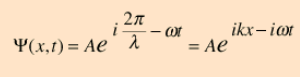 Ψ(x,t) = Ae^{i 2π/λ − ωt} = Ae^{ikx−iωt}